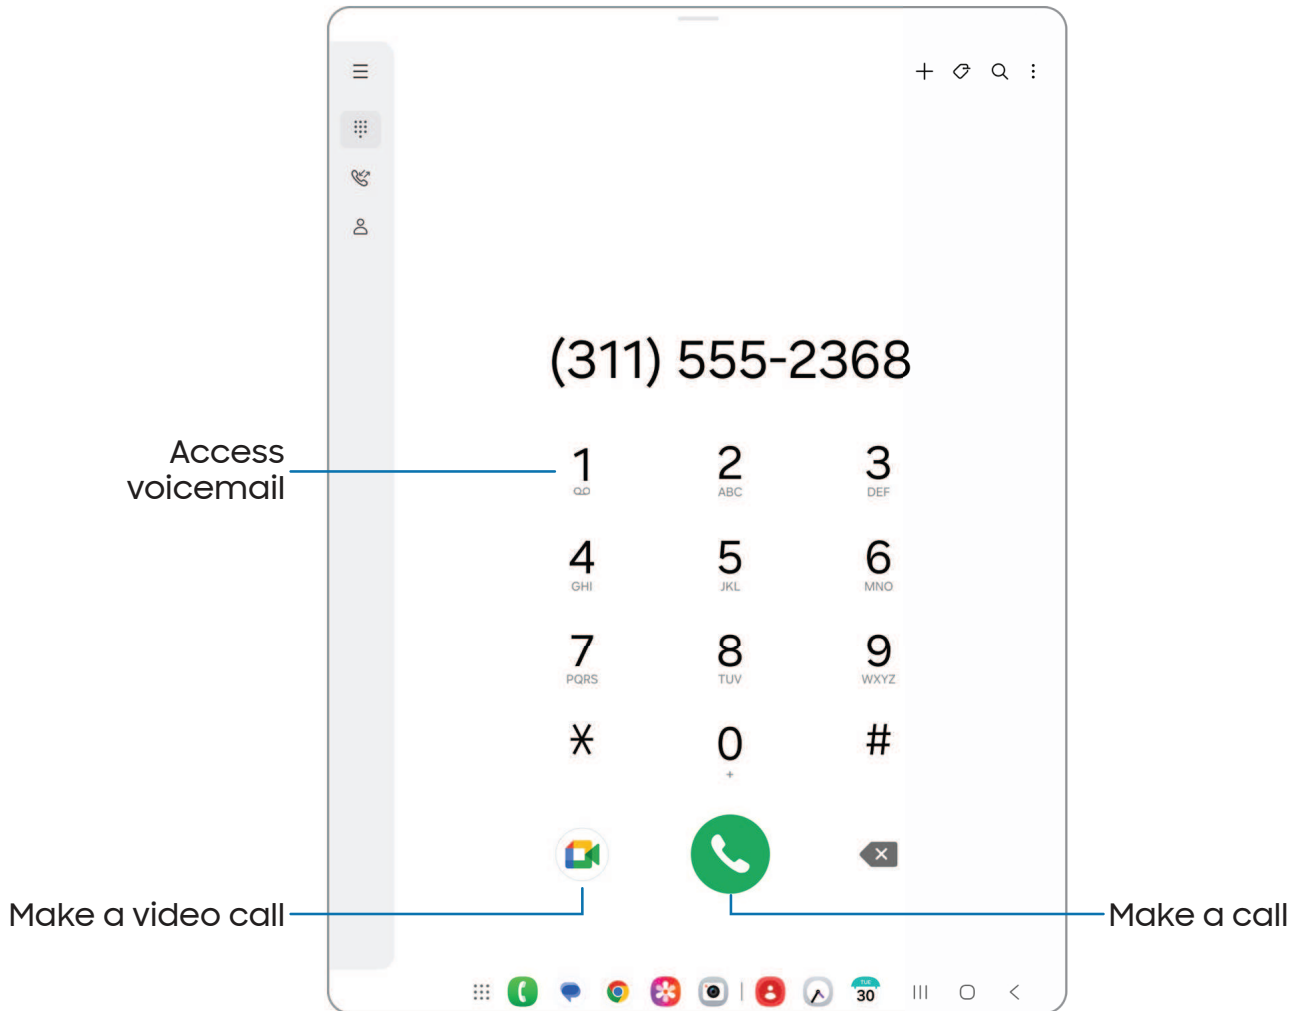 (311) 555-2368
Access
voicemail
1 2 3
ABC DEF
4 5 6
GHI JKL MNO
7 8 9
PQRS TUV WXYZ
* 0 #
+
Make a video call
Make a call
TUE
30